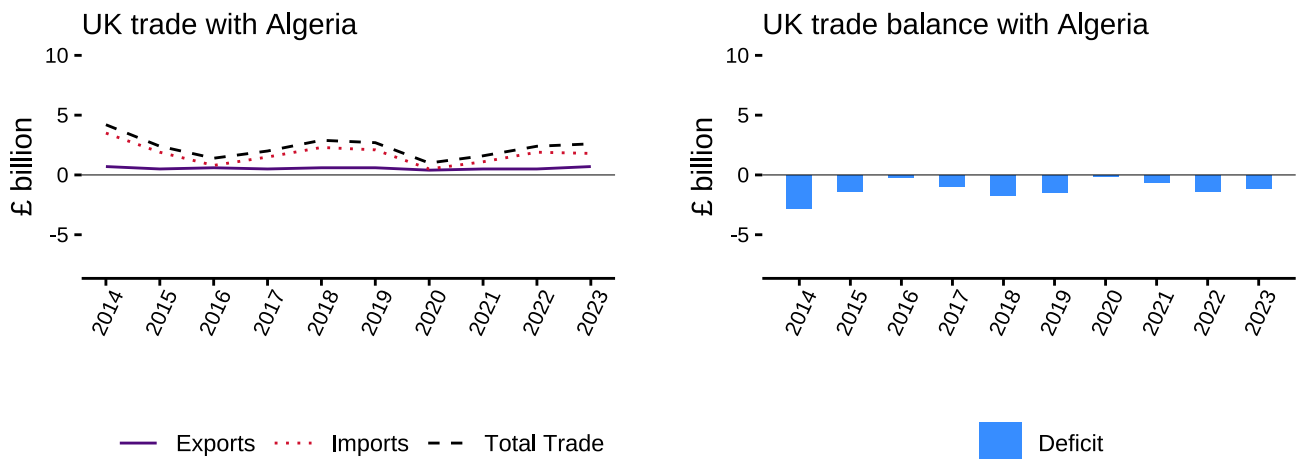 UK trade with Algeria
£ billion
10
5
0
-5
2014 2015 2016 2017 2018 2019 2020 2021 2022 2023
Exports Imports Total Trade
UK trade balance with Algeria
£ billion
10
5
0
-5
2014 2015 2016 2017 2018 2019 2020 2021 2022 2023
Deficit